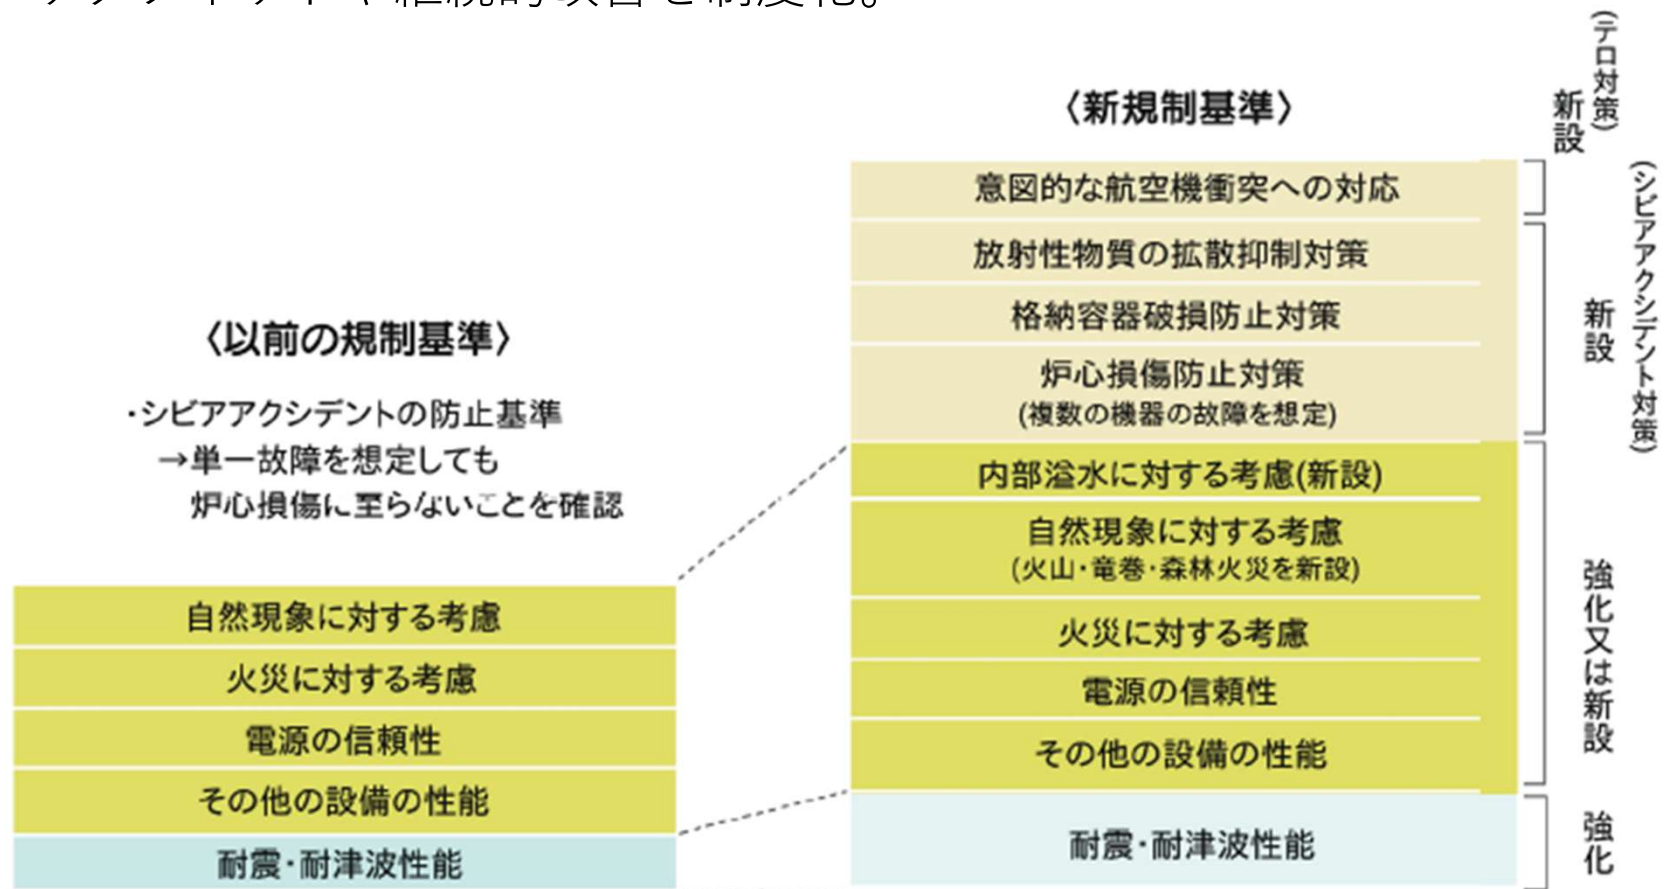 〈以前の規制基準〉
・シビアアクシデントの防止基準
→単一故障を想定しても
炉心損傷に至らないことを確認
自然現象に対する考慮
火災に対する考慮
電源の信頼性
その他の設備の性能
耐震・耐津波性能
〈新規制基準〉
意図的な航空機衝突への対応
放射性物質の拡散抑制対策
格納容器破損防止対策
炉心損傷防止対策
(複数の機器の故障を想定)
内部溢水に対する考慮(新設)
自然現象に対する考慮
(火山・竜巻・森林火災を新設)
火災に対する考慮
電源の信頼性
その他の設備の性能
耐震・耐津波性能
新設
(テロ対策)
新設
(シビアアクシデント対策)
強化又は新設
強化